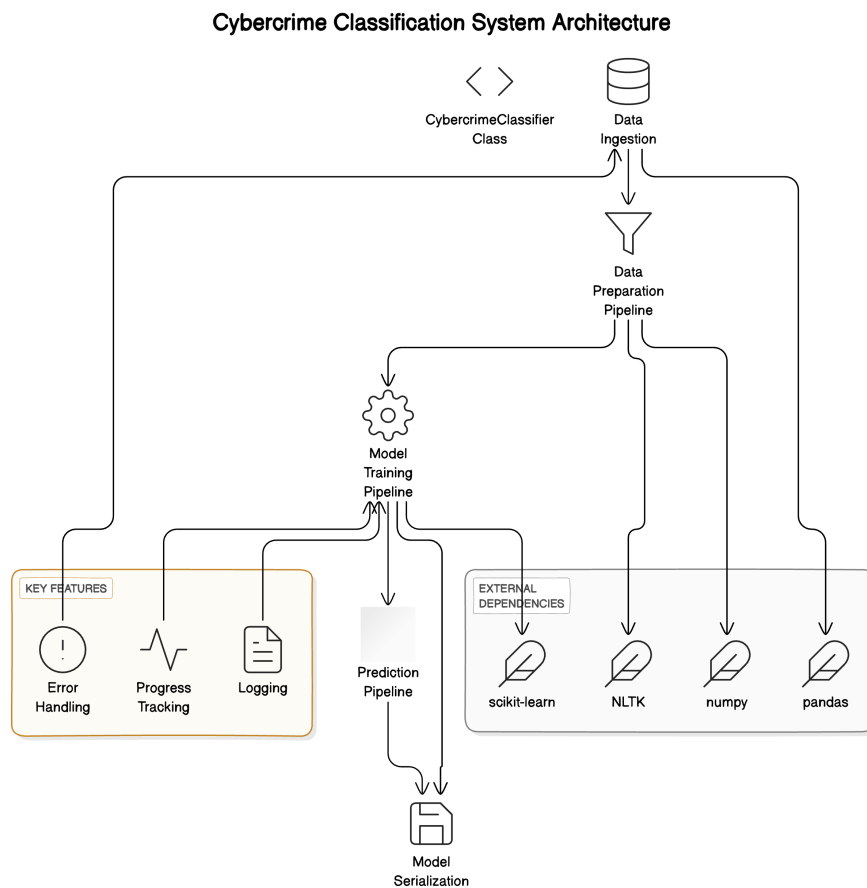 Cybercrime Classification System Architecture
CybercrimeClassifier
Class
Data
Ingestion
Data
Preparation
Pipeline
Model
Training
Pipeline
KEY FEATURES
Error
Handling
Progress
Tracking
Logging
Prediction
Pipeline
EXTERNAL
DEPENDENCIES
scikit-learn
NLTK
numpy
pandas
Model
Serialization